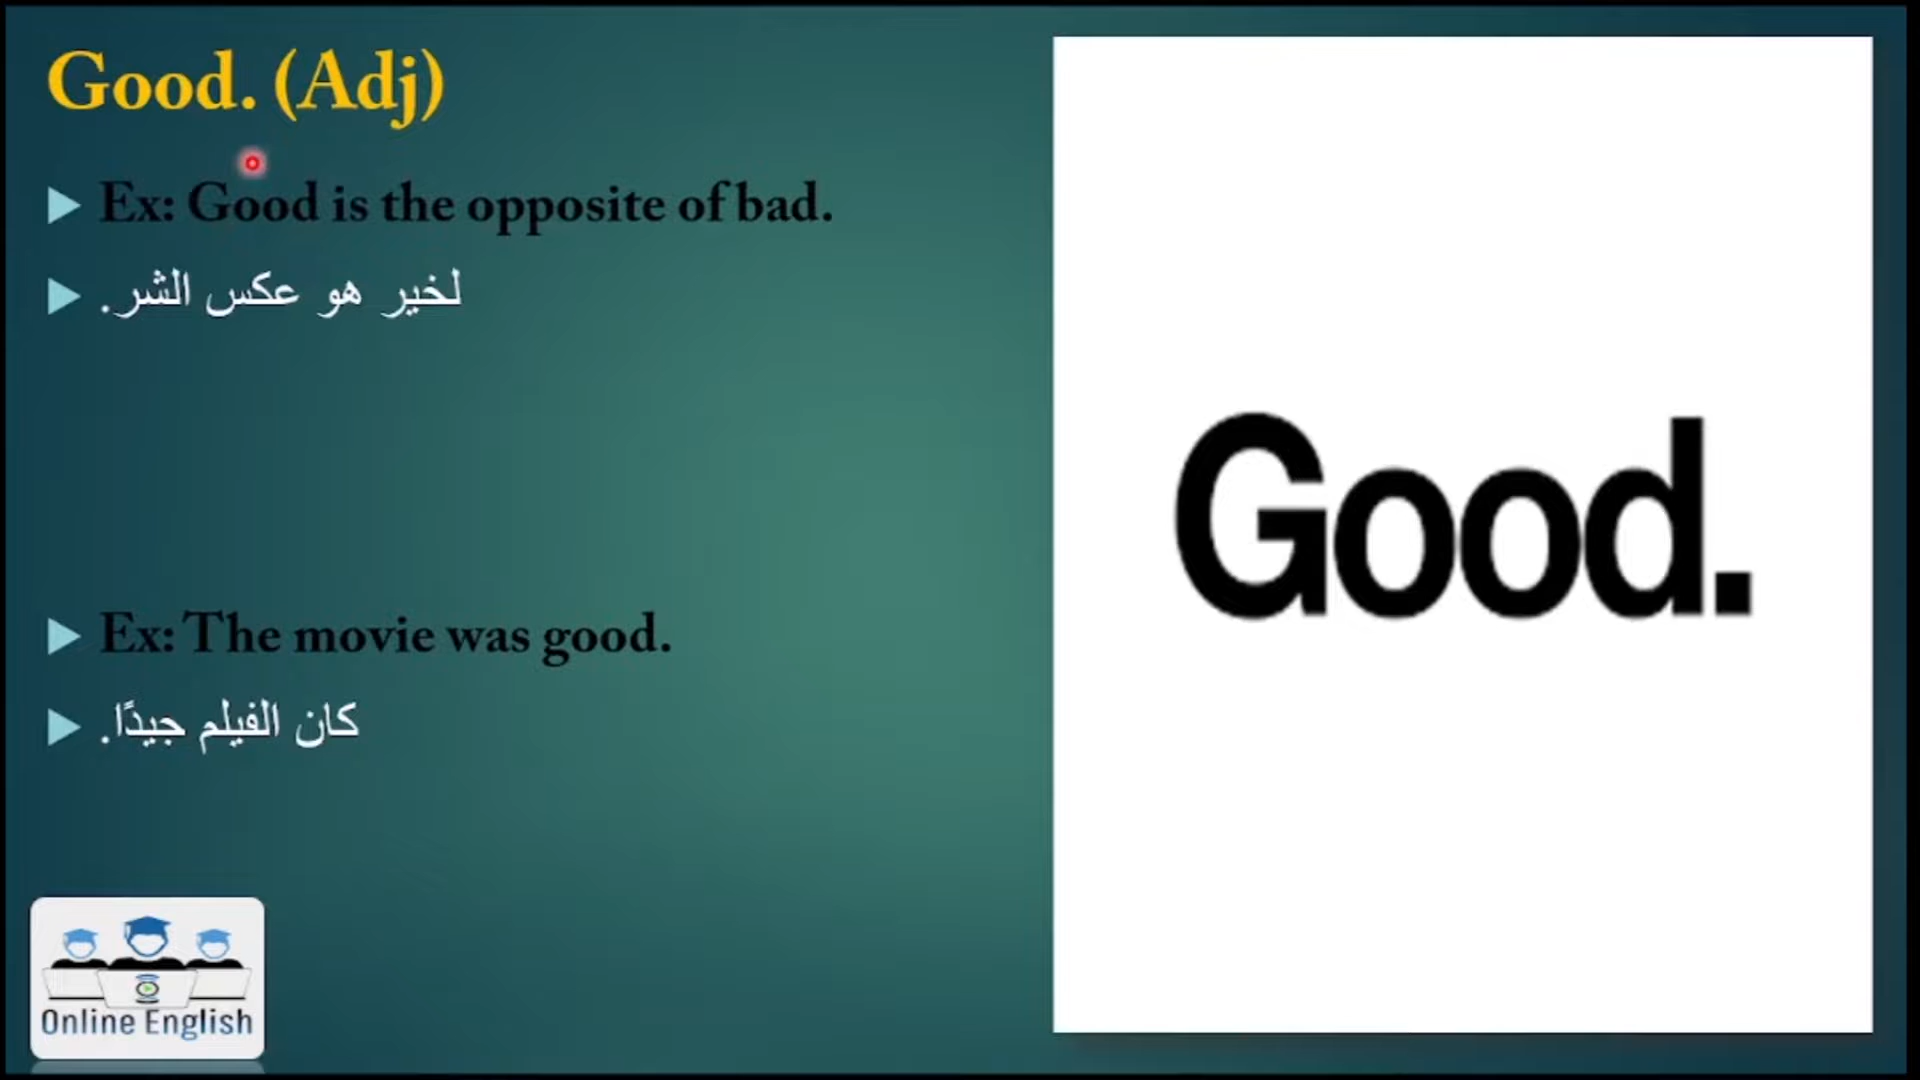 Good. (Adj)
Ex: Good is the opposite of bad.
لخير هو عكس الشر.
Ex: The movie was good.
كان الفيلم جيدًا.
Good.
Online English